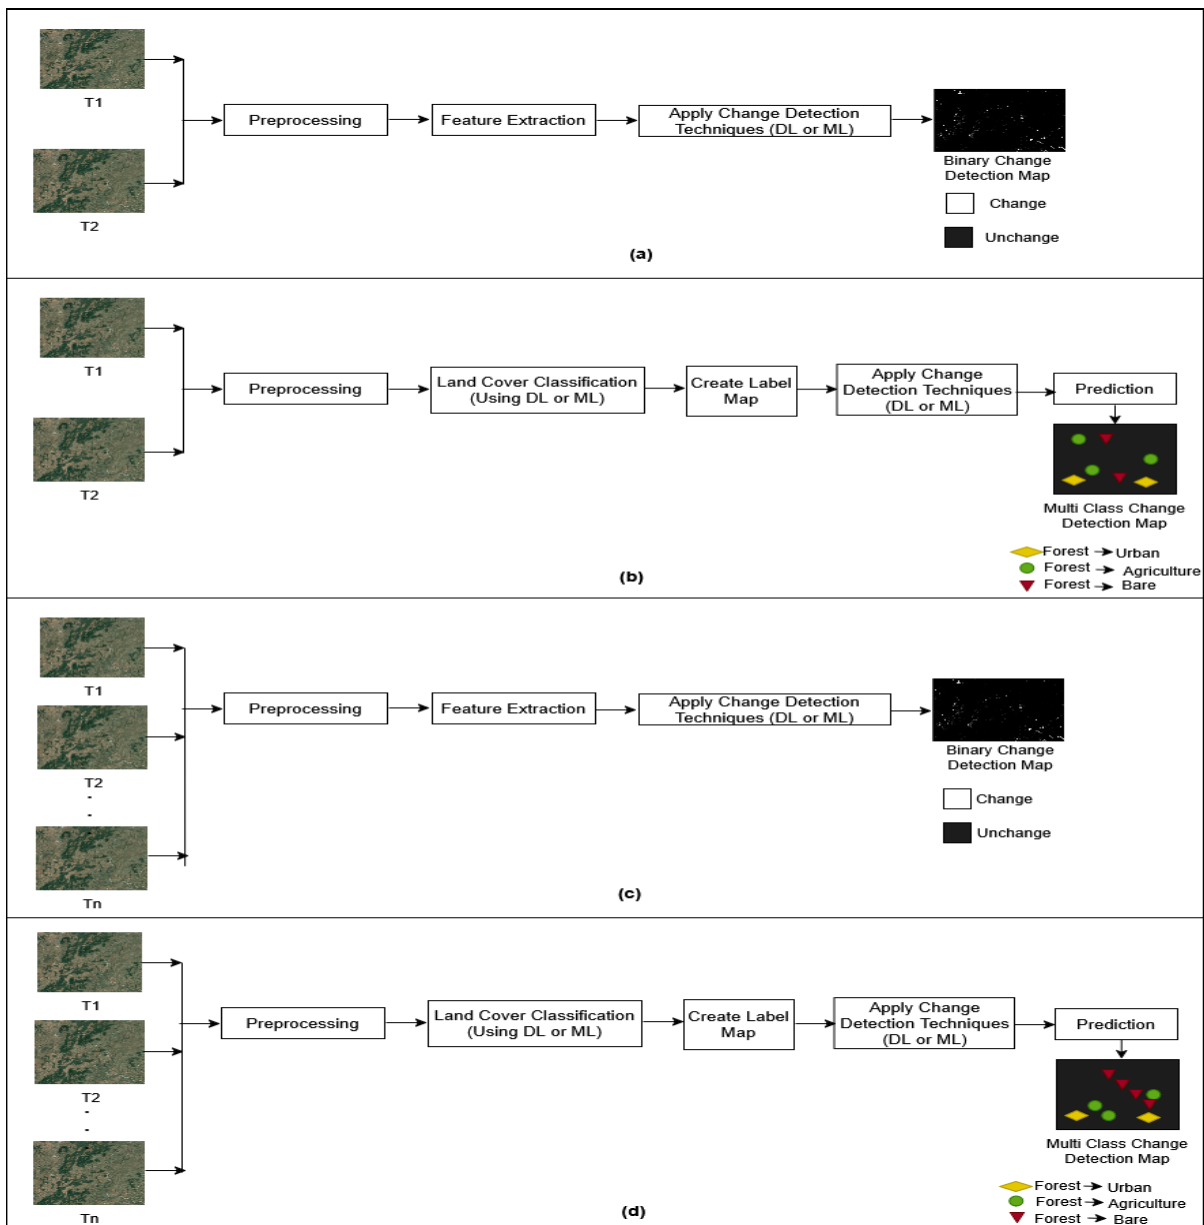 T1
Preprocessing
Feature Extraction
Apply Change Detection
Techniques (DL or ML)
Binary Change
Detection Map
Change
Unchange
T2
(a)
T1
Preprocessing
Land Cover Classification
(Using DL or ML)
Create Label
Map
Apply Change
Detection Techniques
(DL or ML)
Prediction
T2
Multi Class Change
Detection Map
Forest → Urban
Forest → Agriculture
Forest → Bare
(b)
T1
Preprocessing
Feature Extraction
Apply Change Detection
Techniques (DL or ML)
Binary Change
Detection Map
T2
Change
Unchange
Tn
(c)
T1
Preprocessing
Land Cover Classification
(Using DL or ML)
Create Label
Map
Apply Change
Detection Techniques
(DL or ML)
Prediction
T2
Multi Class Change
Detection Map
Forest → Urban
Forest → Agriculture
Forest → Bare
Tn
(d)